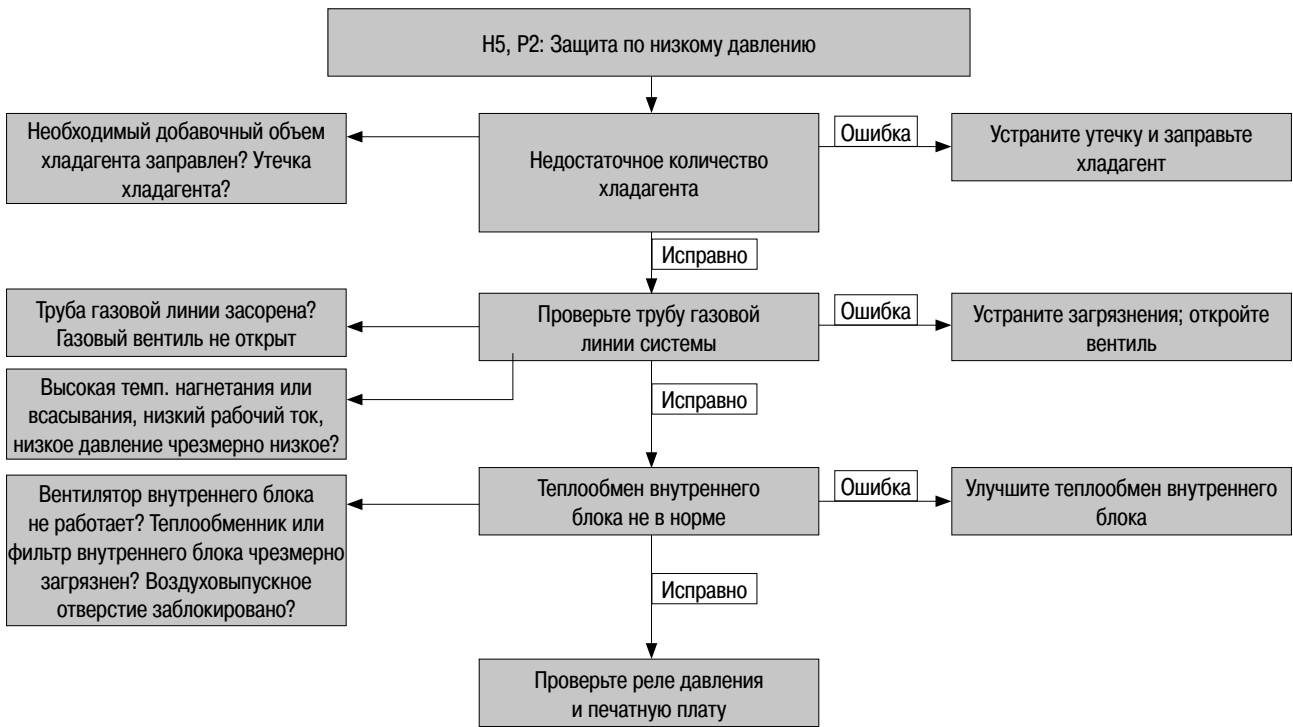 H5, P2: Защита по низкому давлению
Необходимый добавочный объем
хладагента заправлен? Утечка
хладагента?
Недостаточное количество
хладагента
Ошибка
Устраните утечку и заправьте
хладагент
Исправно
Труба газовой линии засорена?
Газовый вентиль не открыт
Проверьте трубу газовой
линии системы
Ошибка
Устраните загрязнения; откройте
вентиль
Высокая темп. нагнетания или
всасывания, низкий рабочий ток,
низкое давление чрезмерно низкое?
Исправно
Вентилятор внутреннего блока
не работает? Теплообменник или
фильтр внутреннего блока чрезмерно
загрязнен? Воздуховыпускное
отверстие заблокировано?
Теплообмен внутреннего
блока не в норме
Ошибка
Улучшите теплообмен внутреннего
блока
Исправно
Проверьте реле давления
и печатную плату